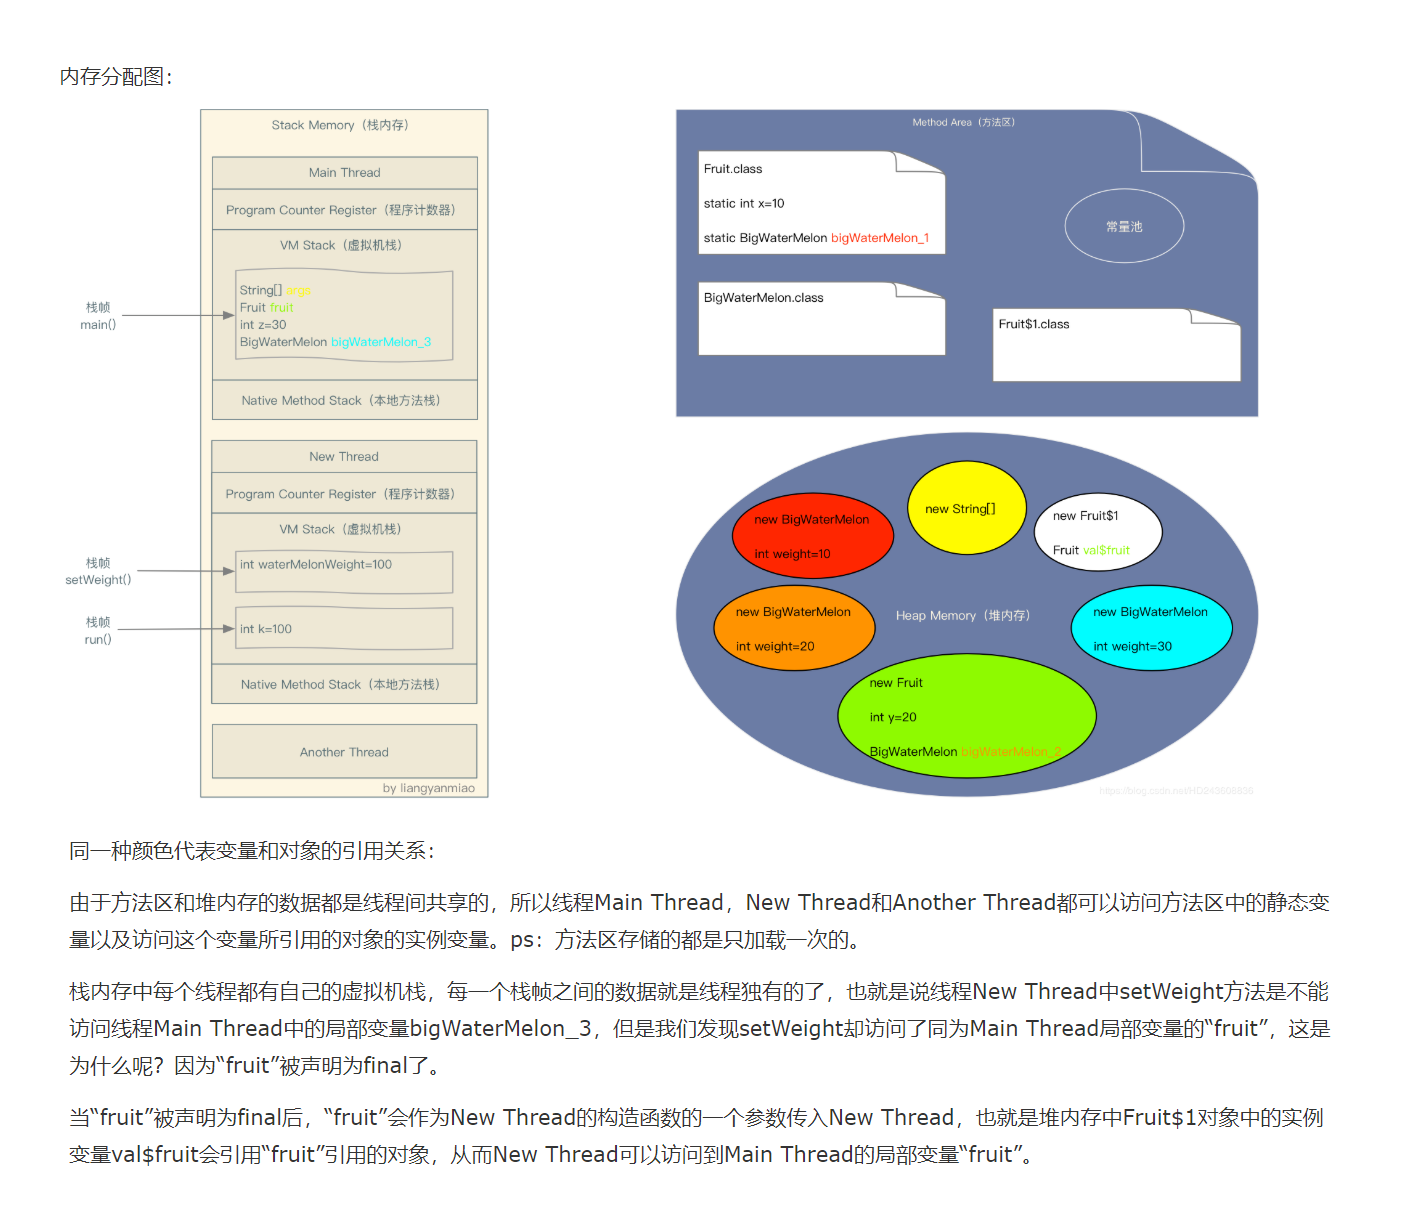 内存分配图：
Stack Memory（栈内存）
Main Thread
Program Counter Register（程序计数器）
VM Stack（虚拟机栈）
String[] args
Fruit fruit
int z=30
BigWaterMelon bigWaterMelon_3
栈帧
main()
Native Method Stack（本地方法栈）
New Thread
Program Counter Register（程序计数器）
VM Stack（虚拟机栈）
栈帧
setWeight()
int waterMelonWeight=100
栈帧
run()
int k=100
Native Method Stack（本地方法栈）
Another Thread
by liangyanmiao
Method Area（方法区）
Fruit.class
static int x=10
static BigWaterMelon bigWaterMelon_1
常量池
BigWaterMelon.class
Fruit$1.class
new String[]
new BigWaterMelon
int weight=10
new Fruit$1
Fruit val$fruit
new BigWaterMelon
int weight=20
Heap Memory（堆内存）
new BigWaterMelon
int weight=30
new Fruit
int y=20
BigWaterMelon bigWaterMelon_2
同一种颜色代表变量和对象的引用关系：
由于方法区和堆内存的数据都是线程间共享的，所以线程Main Thread，New Thread和Another Thread都可以访问方法区中的静态变
量以及访问这个变量所引用的对象的实例变量。ps：方法区存储的都是只加载一次的。
栈内存中每个线程都有自己的虚拟机栈，每一个栈帧之间的数据就是线程独有的了，也就是说线程New Thread中setWeight方法是不能
访问线程Main Thread中的局部变量bigWaterMelon_3，但是我们发现setWeight却访问了同为Main Thread局部变量的“fruit”，这是
为什么呢？因为“fruit”被声明为final了。
当“fruit”被声明为final后，“fruit”会作为New Thread的构造函数的一个参数传入New Thread，也就是堆内存中Fruit$1对象中的实例
变量val$fruit会引用“fruit”引用的对象，从而New Thread可以访问到Main Thread的局部变量“fruit”。